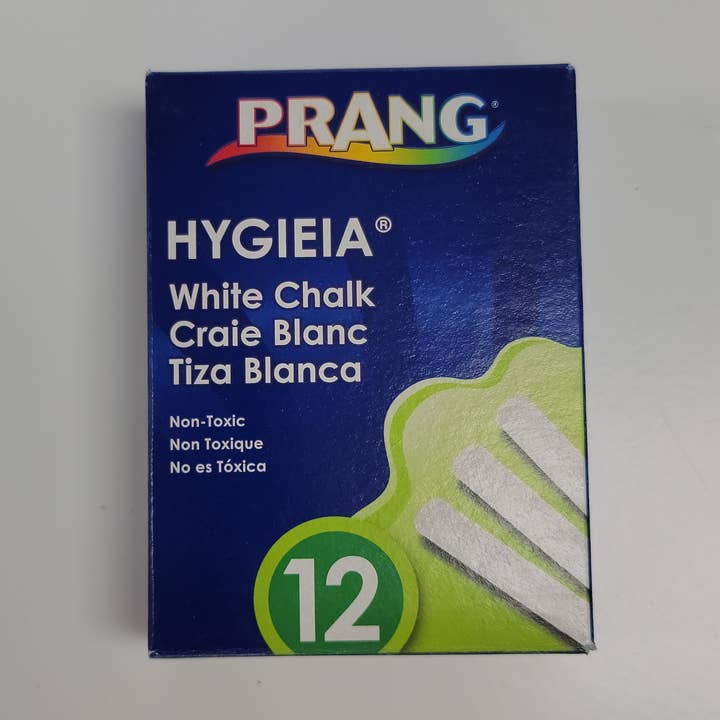 PRANG®
HYGIEIA®
White Chalk
Craie Blanc
Tiza Blanca
Non-Toxic
Non Toxique
No es Tóxica
12